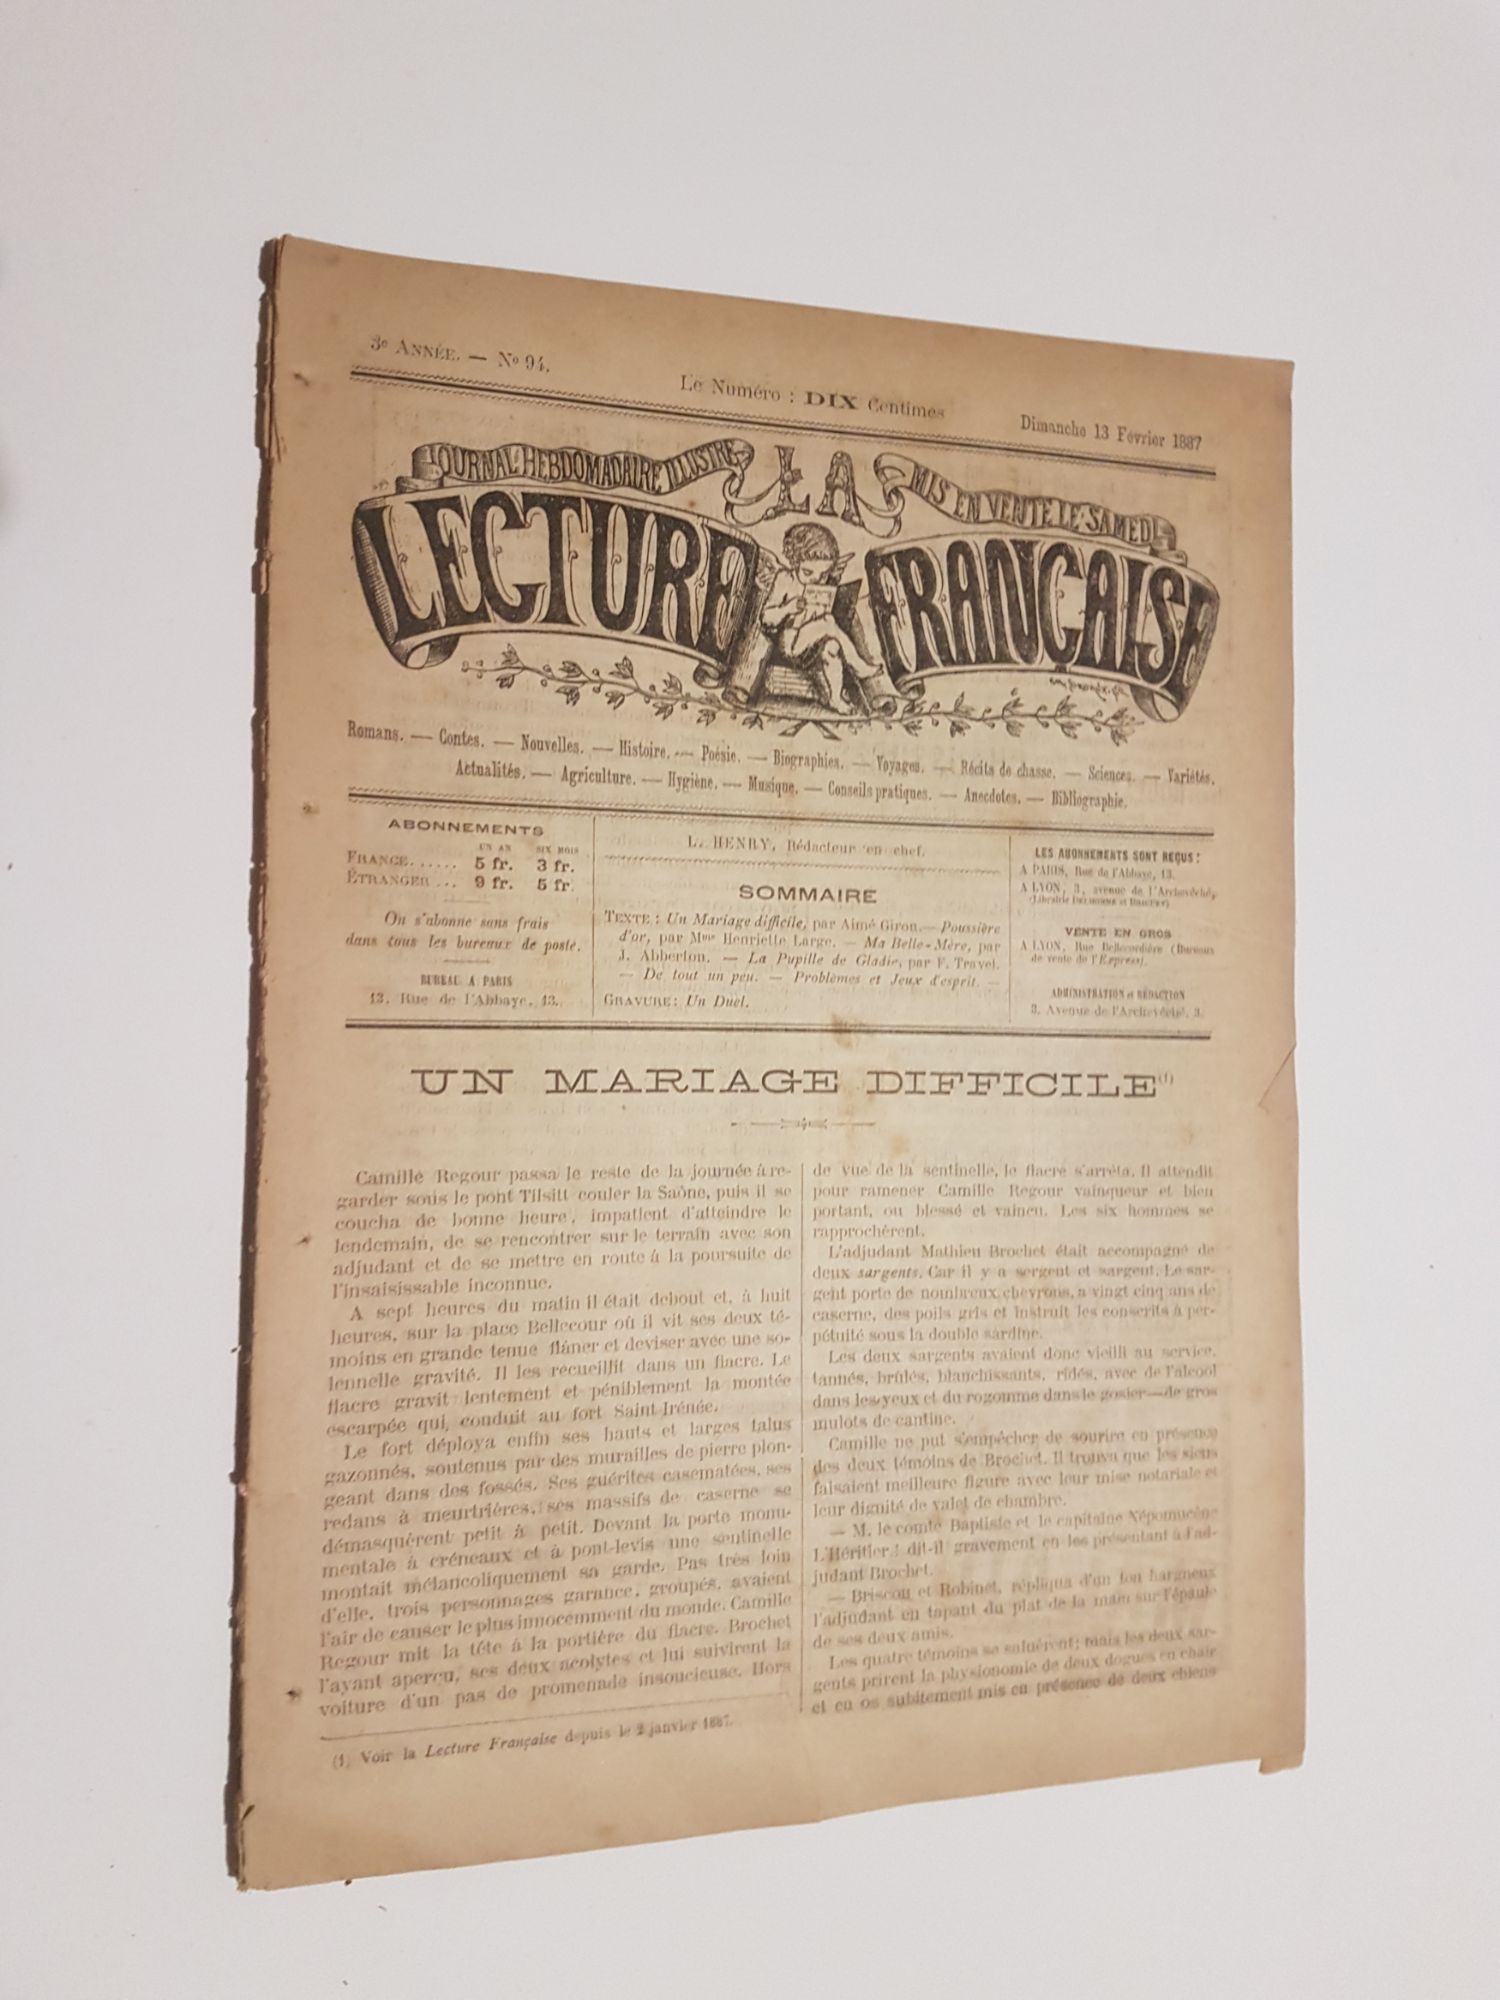 3e ANNÉE. — No 94.
Le Numéro : DIX Centimes
Dimanche 13 Février 1887
JOURNAL HEBDOMADAIRE ILLUSTRÉ
LA
MIS EN VENTE LE SAMEDI
LECTURE FRANÇAISE
Romans. — Contes. — Nouvelles. — Histoire. — Poésie. — Biographies. — Voyages. — Récits de chasse. — Sciences. — Variétés.
Actualités. — Agriculture. — Hygiène. — Musique. — Conseils pratiques. — Anecdotes. — Bibliographie.
ABONNEMENTS
UN AN SIX MOIS
FRANCE...... 5 fr. 3 fr.
ÉTRANGER ... 9 fr. 5 fr.
On s'abonne sans frais
dans tous les bureaux de poste.
BUREAU A PARIS
13, Rue de l'Abbaye, 13.
L. HENRY, Rédacteur en chef.
SOMMAIRE
TEXTE : Un Mariage difficile, par Aimé Giron. — Poussière
d'or, par Mme Henriette Large. — Ma Belle-Mère, par
J. Abberton. — La Pupille de Gladie, par F. Travel.
— De tout un peu. — Problèmes et Jeux d'esprit. —
GRAVURE : Un Duel.
LES ABONNEMENTS SONT REÇUS :
A PARIS, Rue de l'Abbaye, 13.
A LYON, 3, avenue de l'Archevêché,
(Librairie
VENTE EN GROS
A LYON, Rue Bellecordière (Bureaux
de vente de l'Express).
ADMINISTRATION et RÉDACTION
3, Avenue de l'Archevêché, 3.
UN MARIAGE DIFFICILE (1)
Camille Regour passa le reste de la journée à re-
garder sous le pont Tilsitt couler la Saône, puis il se
coucha de bonne heure, impatient d'atteindre le
lendemain, de se rencontrer sur le terrain avec son
adjudant et de se mettre en route à la poursuite de
l'insaisissable inconnue.
A sept heures du matin il était debout et, à huit
heures, sur la place Bellecour où il vit ses deux té-
moins en grande tenue flâner et deviser avec une so-
lennelle gravité. Il les recueillit dans un fiacre. Le
fiacre gravit lentement et péniblement la montée
escarpée qui conduit au fort Saint-Irénée.
Le fort déploya enfin ses hauts et larges talus
gazonnés, soutenus par des murailles de pierre plon-
geant dans des fossés. Ses guérites casematées, ses
redans à meurtrières, ses massifs de caserne se
démasquèrent petit à petit. Devant la porte monu-
mentale à créneaux et à pont-levis une sentinelle
montait mélancoliquement sa garde. Pas très loin
d'elle, trois personnages garance, groupés, avaient
l'air de causer le plus innocemment du monde. Camille
Regour mit la tête à la portière du fiacre. Brochet
l'ayant aperçu, ses deux acolytes et lui suivirent la
voiture d'un pas de promenade insoucieuse. Hors
(1) Voir la Lecture Française depuis le 2 janvier 1887.
de vue de la sentinelle, le fiacre s'arrêta. Il attendit
pour ramener Camille Regour vainqueur et bien
portant, ou blessé et vaincu. Les six hommes se
rapprochèrent.
L'adjudant Mathieu Brochet était accompagné de
deux sargents. Car il y a sergent et sargent. Le sar-
gent porte de nombreux chevrons, a vingt cinq ans de
caserne, des poils gris et instruit les conscrits à per-
pétuité sous la double sardine.
Les deux sargents avaient donc vieilli au service,
tannés, brûlés, blanchissants, ridés, avec de l'alcool
dans les yeux et du rogomme dans le gosier — de gros
mulots de cantine.
Camille ne put s'empêcher de sourire en présence
des deux témoins de Brochet. Il trouva que les siens
faisaient meilleure figure avec leur mise notariale et
leur dignité de valet de chambre.
— M. le comte Baptiste et le capitaine Népomucène
L'Héritier ! dit-il gravement en les présentant à l'ad-
judant Brochet.
— Briscou et Robinet, répliqua d'un ton hargneux
l'adjudant en tapant du plat de la main sur l'épaule
de ses deux amis.
Les quatre témoins se saluèrent ; mais les deux sar-
gents prirent la physionomie de deux dogues en chair
et en os subitement mis en présence de deux chiens